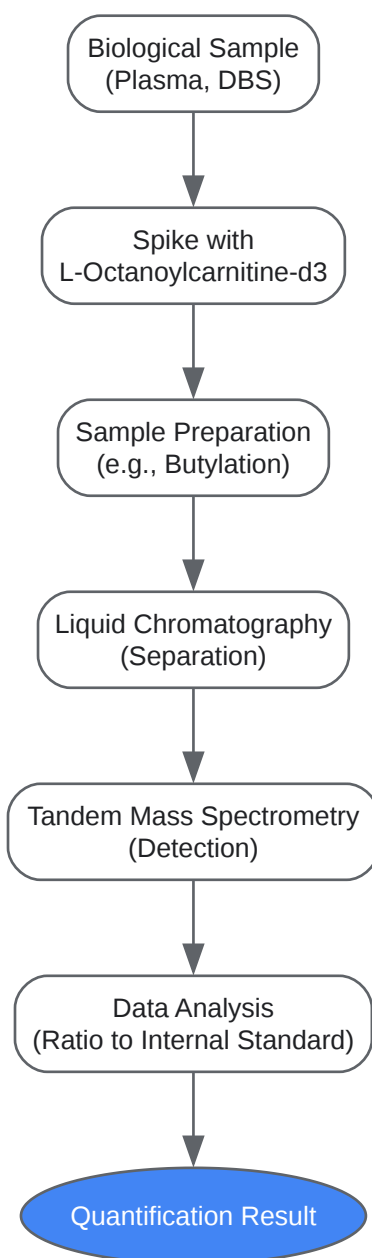 Biological Sample
(Plasma, DBS)
Spike with
L-Octanoylcarnitine-d3
Sample Preparation
(e.g., Butylation)
Liquid Chromatography
(Separation)
Tandem Mass Spectrometry
(Detection)
Data Analysis
(Ratio to Internal Standard)
Quantification Result